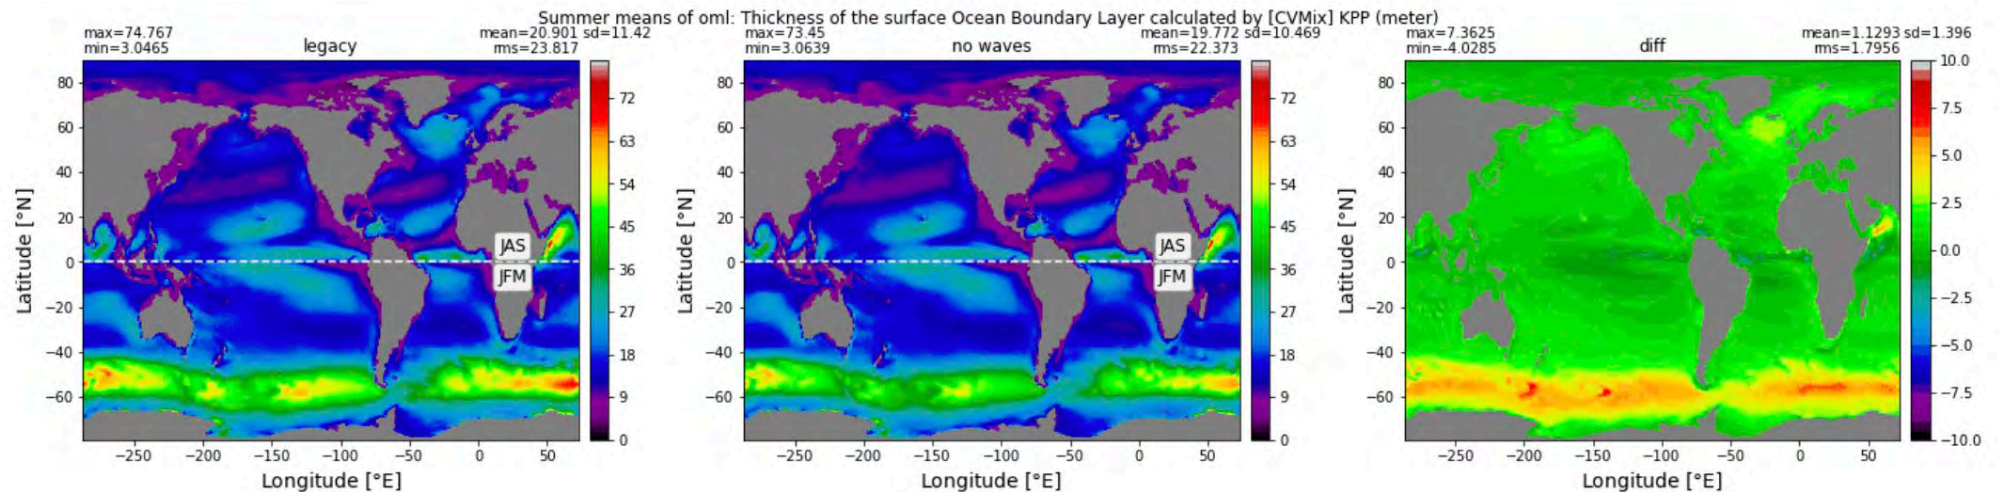 Summer means of oml: Thickness of the surface Ocean Boundary Layer calculated by [CVMix] KPP (meter)
max=74.767
min=3.0465
legacy
mean=20.901 sd=11.42
rms=23.817
80
60
40
20
0
−20
−40
−60
Latitude [°N]
JAS
JFM
−250
−200
−150
−100
−50
0
50
Longitude [°E]
72
63
54
45
36
27
18
9
0
max=73.45
min=3.0639
no waves
mean=19.772 sd=10.469
rms=22.373
80
60
40
20
0
−20
−40
−60
Latitude [°N]
JAS
JFM
−250
−200
−150
−100
−50
0
50
Longitude [°E]
72
63
54
45
36
27
18
9
0
max=7.3625
min=-4.0285
diff
mean=1.1293 sd=1.396
rms=1.7956
80
60
40
20
0
−20
−40
−60
Latitude [°N]
−250
−200
−150
−100
−50
0
50
Longitude [°E]
10.0
7.5
5.0
2.5
0.0
−2.5
−5.0
−7.5
−10.0